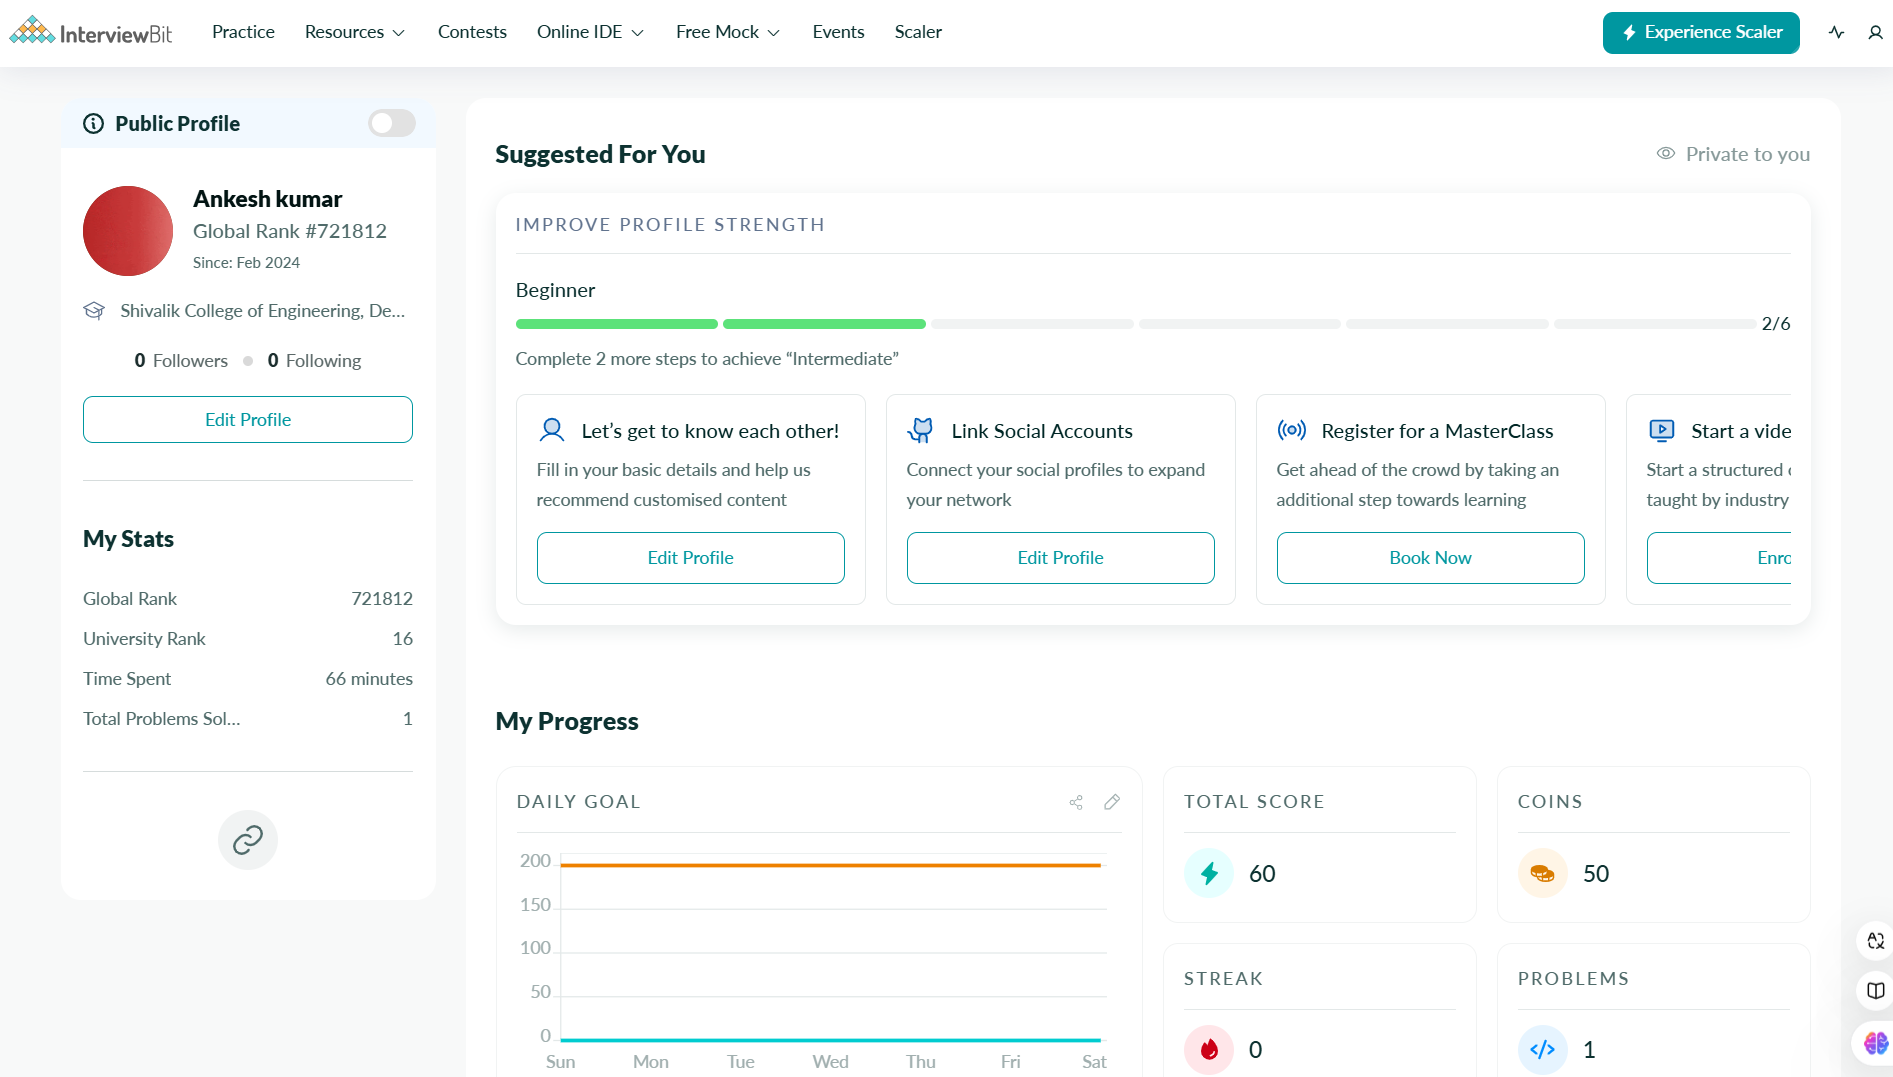 InterviewBit
Practice
Resources
Contests
Online IDE
Free Mock
Events
Scaler
Experience Scaler
Public Profile
Ankesh kumar
Global Rank #721812
Since: Feb 2024
Shivalik College of Engineering, De...
0 Followers
0 Following
Edit Profile
My Stats
Global Rank 721812
University Rank 16
Time Spent 66 minutes
Total Problems Sol... 1
Suggested For You
Private to you
IMPROVE PROFILE STRENGTH
Beginner
2/6
Complete 2 more steps to achieve “Intermediate”
Let’s get to know each other!
Fill in your basic details and help us
recommend customised content
Edit Profile
Link Social Accounts
Connect your social profiles to expand
your network
Edit Profile
Register for a MasterClass
Get ahead of the crowd by taking an
additional step towards learning
Book Now
Start a vide
Start a structured
taught by industry
Enro
My Progress
DAILY GOAL
200
150
100
50
0
Sun Mon Tue Wed Thu Fri Sat
TOTAL SCORE
60
COINS
50
STREAK
0
PROBLEMS
1